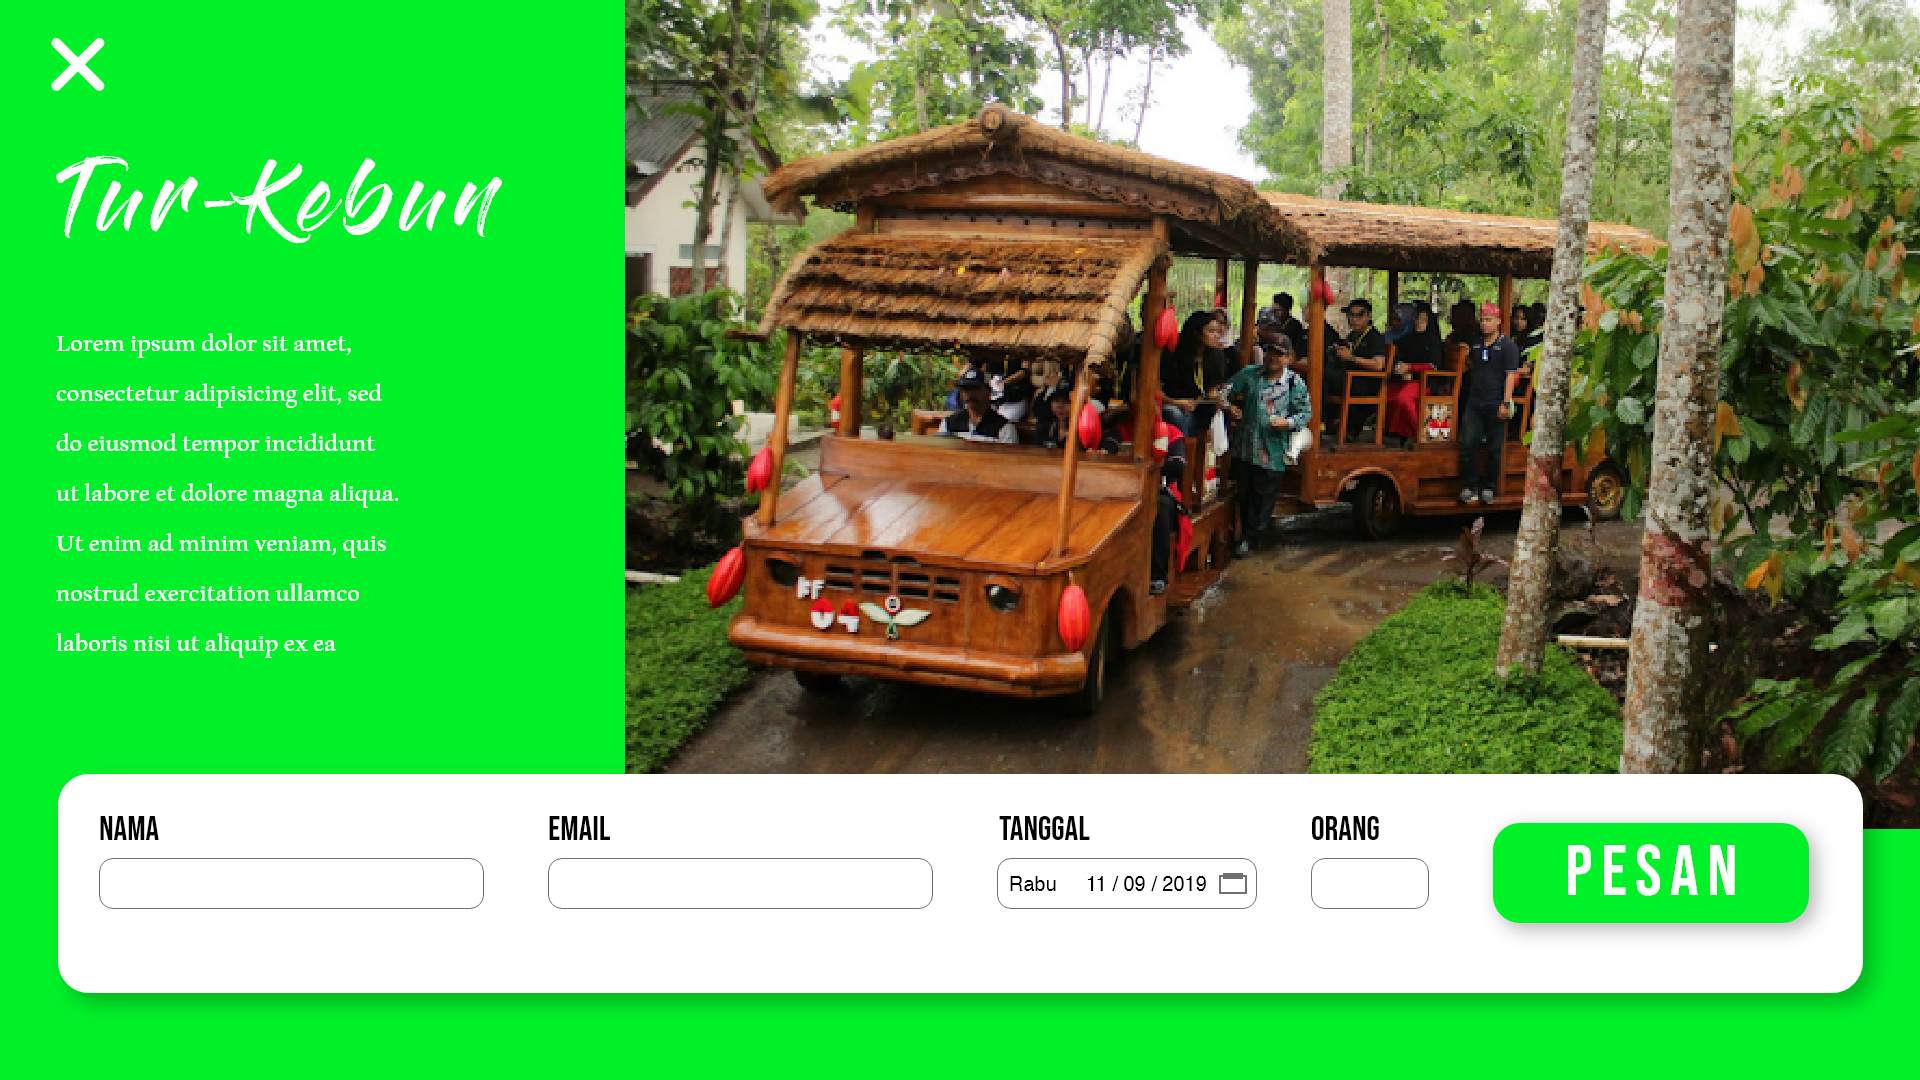 Tur-Kebun
Lorem ipsum dolor sit amet,
consectetur adipisicing elit, sed
do eiusmod tempor incididunt
ut labore et dolore magna aliqua.
Ut enim ad minim veniam, quis
nostrud exercitation ullamco
laboris nisi ut aliquip ex ea
NAMA
EMAIL
TANGGAL
ORANG
Rabu 11 / 09 / 2019
PESAN